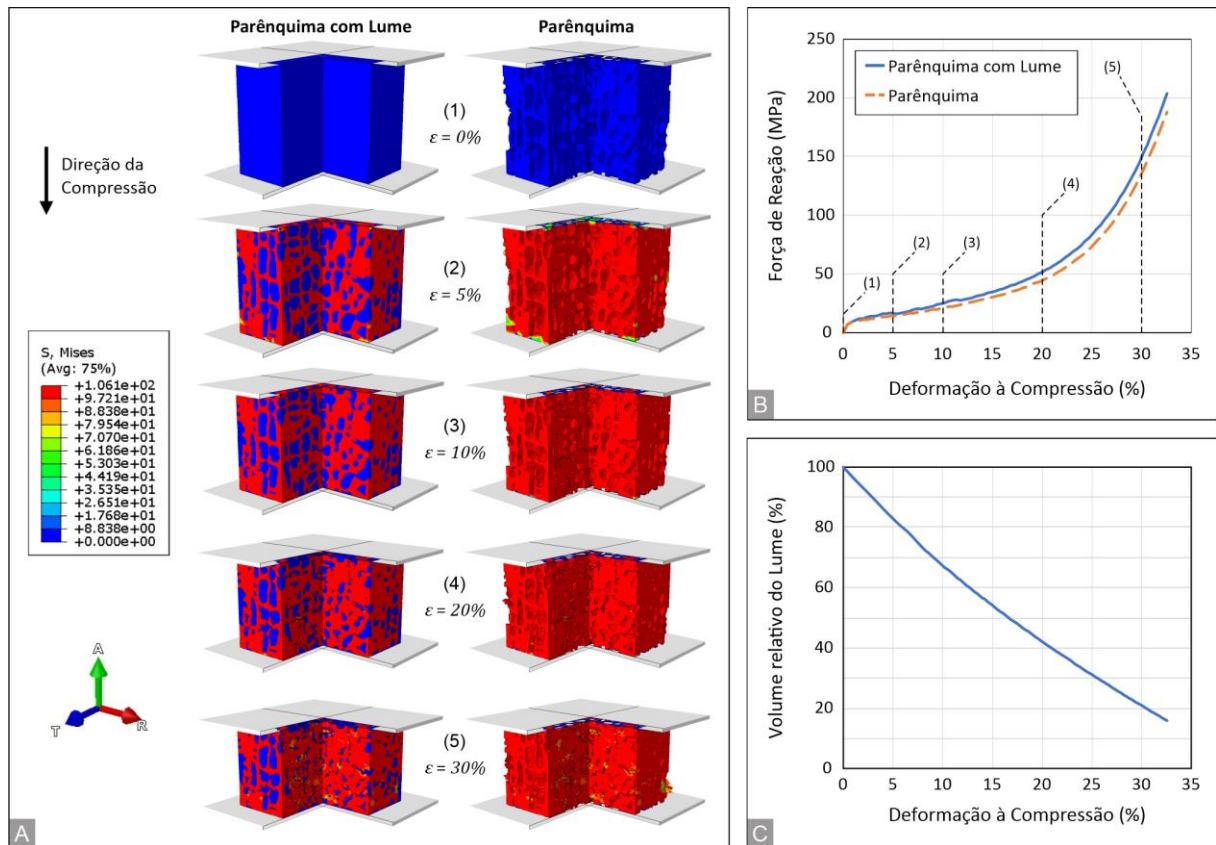 Parênquima com Lume
Parênquima
Direção da
Compressão
(1)
ε = 0%
(2)
ε = 5%
(3)
ε = 10%
(4)
ε = 20%
(5)
ε = 30%
S, Mises
(Avg: 75%)
+1.061e+02
+9.721e+01
+8.838e+01
+7.954e+01
+7.070e+01
+6.186e+01
+5.303e+01
+4.419e+01
+3.535e+01
+2.651e+01
+1.768e+01
+8.838e+00
+0.000e+00
A
T
R
A
Força de Reação (MPa)
250
200
150
100
50
0
Parênquima com Lume
Parênquima
(1)
(2)
(3)
(4)
(5)
0 5 10 15 20 25 30 35
Deformação à Compressão (%)
B
Volume relativo do Lume (%)
100
80
60
40
20
0
0 5 10 15 20 25 30 35
Deformação à Compressão (%)
C